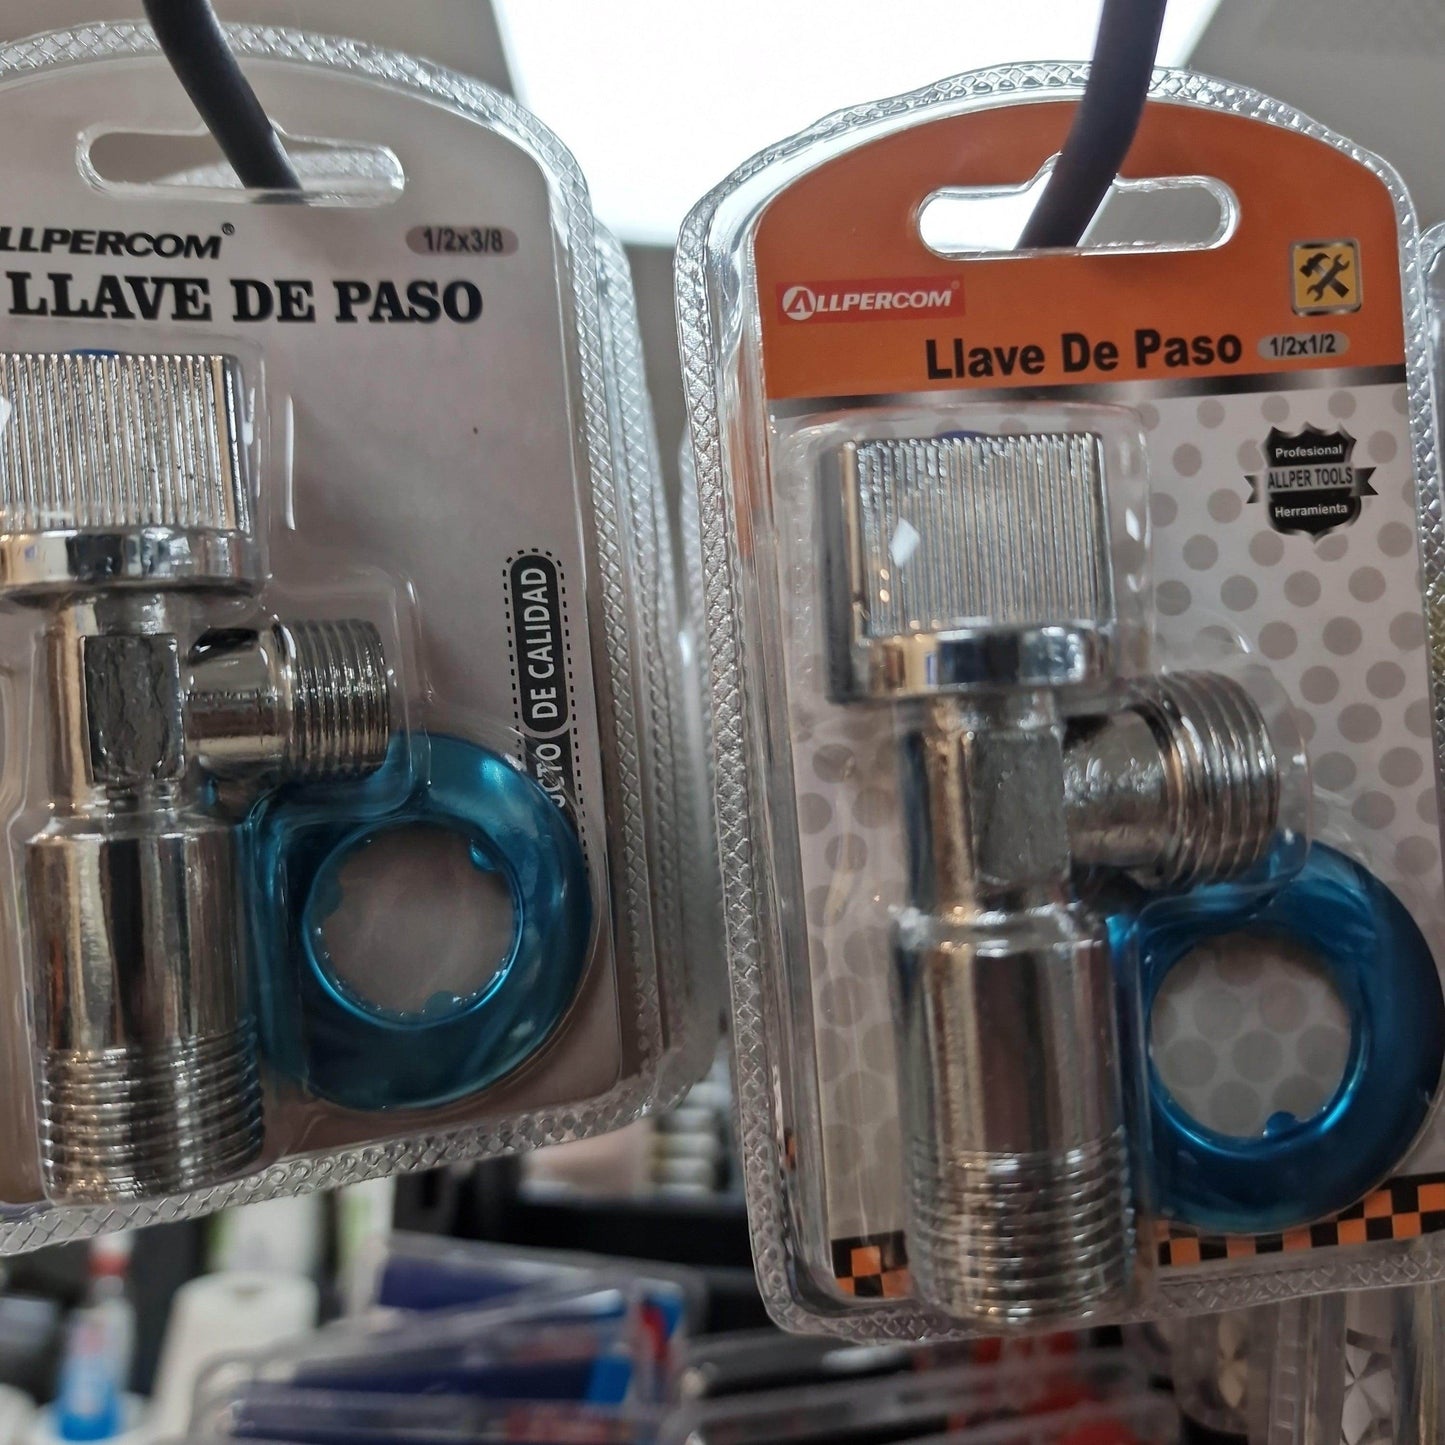 LLPERCOM®
1/2x3/8
LLAVE DE PASO
DE CALIDAD
ALLPERCOM®
Llave De Paso
1/2x1/2
Profesional
ALLPER TOOLS
Herramienta